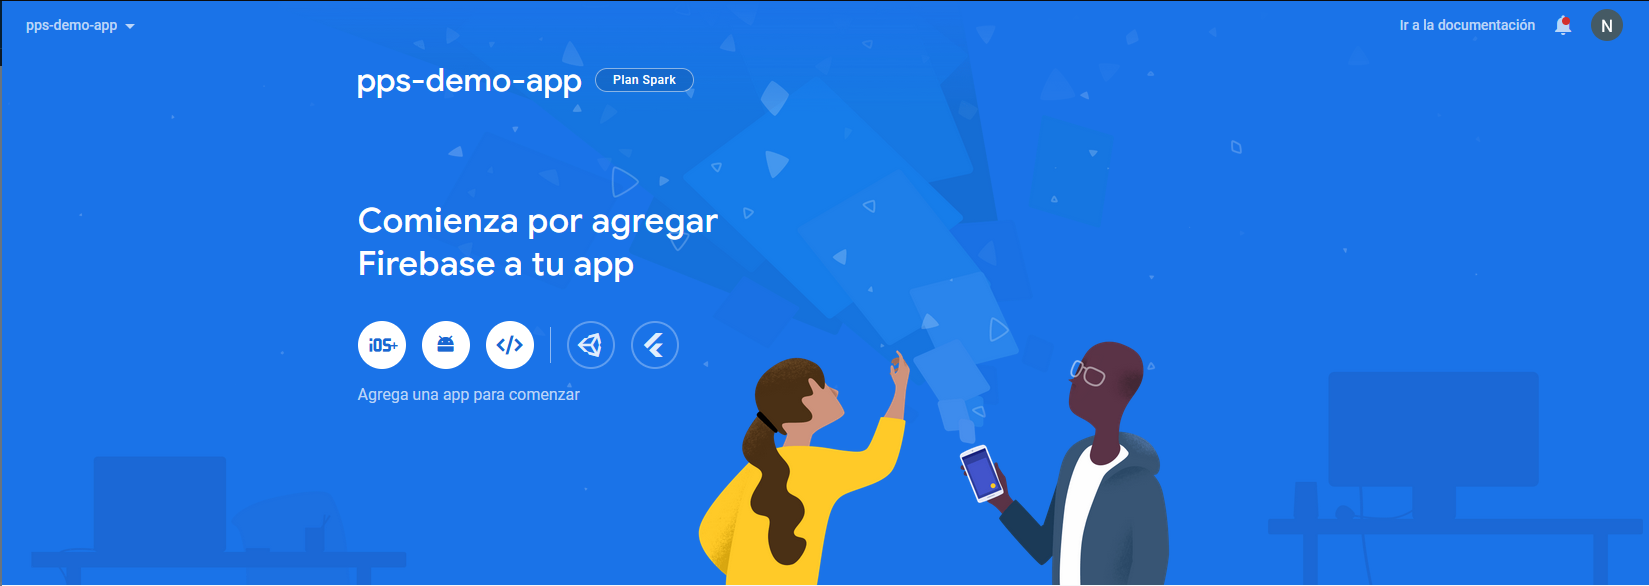 pps-demo-app
Ir a la documentación
N
pps-demo-app
Plan Spark
Comienza por agregar
Firebase a tu app
iOS+
Agrega una app para comenzar